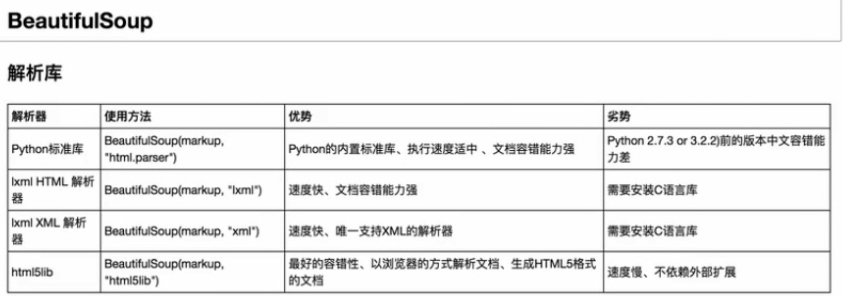 BeautifulSoup
解析库
解析器 使用方法 优势 劣势
Python标准库 BeautifulSoup(markup, "html.parser") Python的内置标准库、执行速度适中 、文档容错能力强 Python 2.7.3 or 3.2.2)前的版本中文容错能力差
lxml HTML 解析器 BeautifulSoup(markup, "lxml") 速度快、文档容错能力强 需要安装C语言库
lxml XML 解析器 BeautifulSoup(markup, "xml") 速度快、唯一支持XML的解析器 需要安装C语言库
html5lib BeautifulSoup(markup, "html5lib") 最好的容错性、以浏览器的方式解析文档、生成HTML5格式的文档 速度慢、不依赖外部扩展